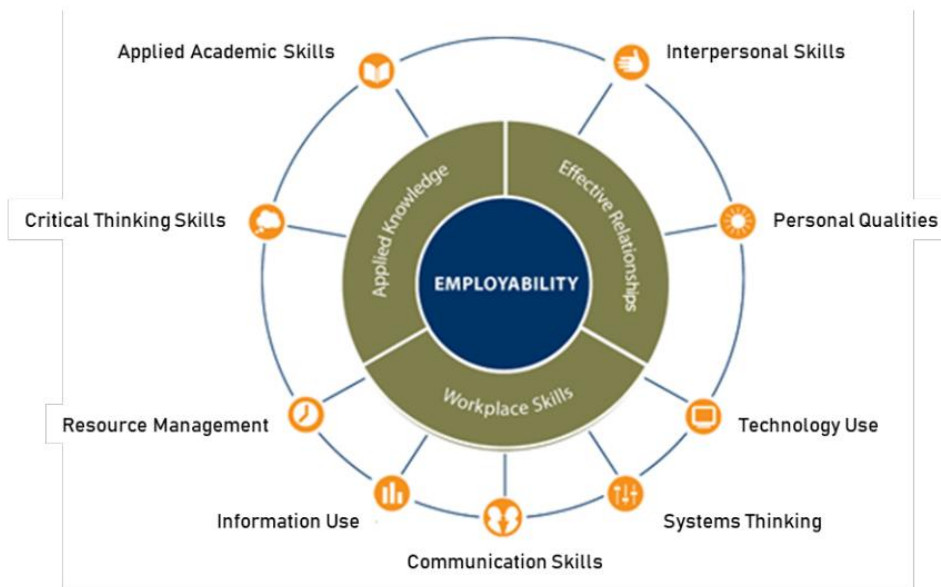 Applied Academic Skills
Interpersonal Skills
Applied Knowledge
Effective Relationships
Critical Thinking Skills
Personal Qualities
EMPLOYABILITY
Workplace Skills
Resource Management
Technology Use
Information Use
Systems Thinking
Communication Skills